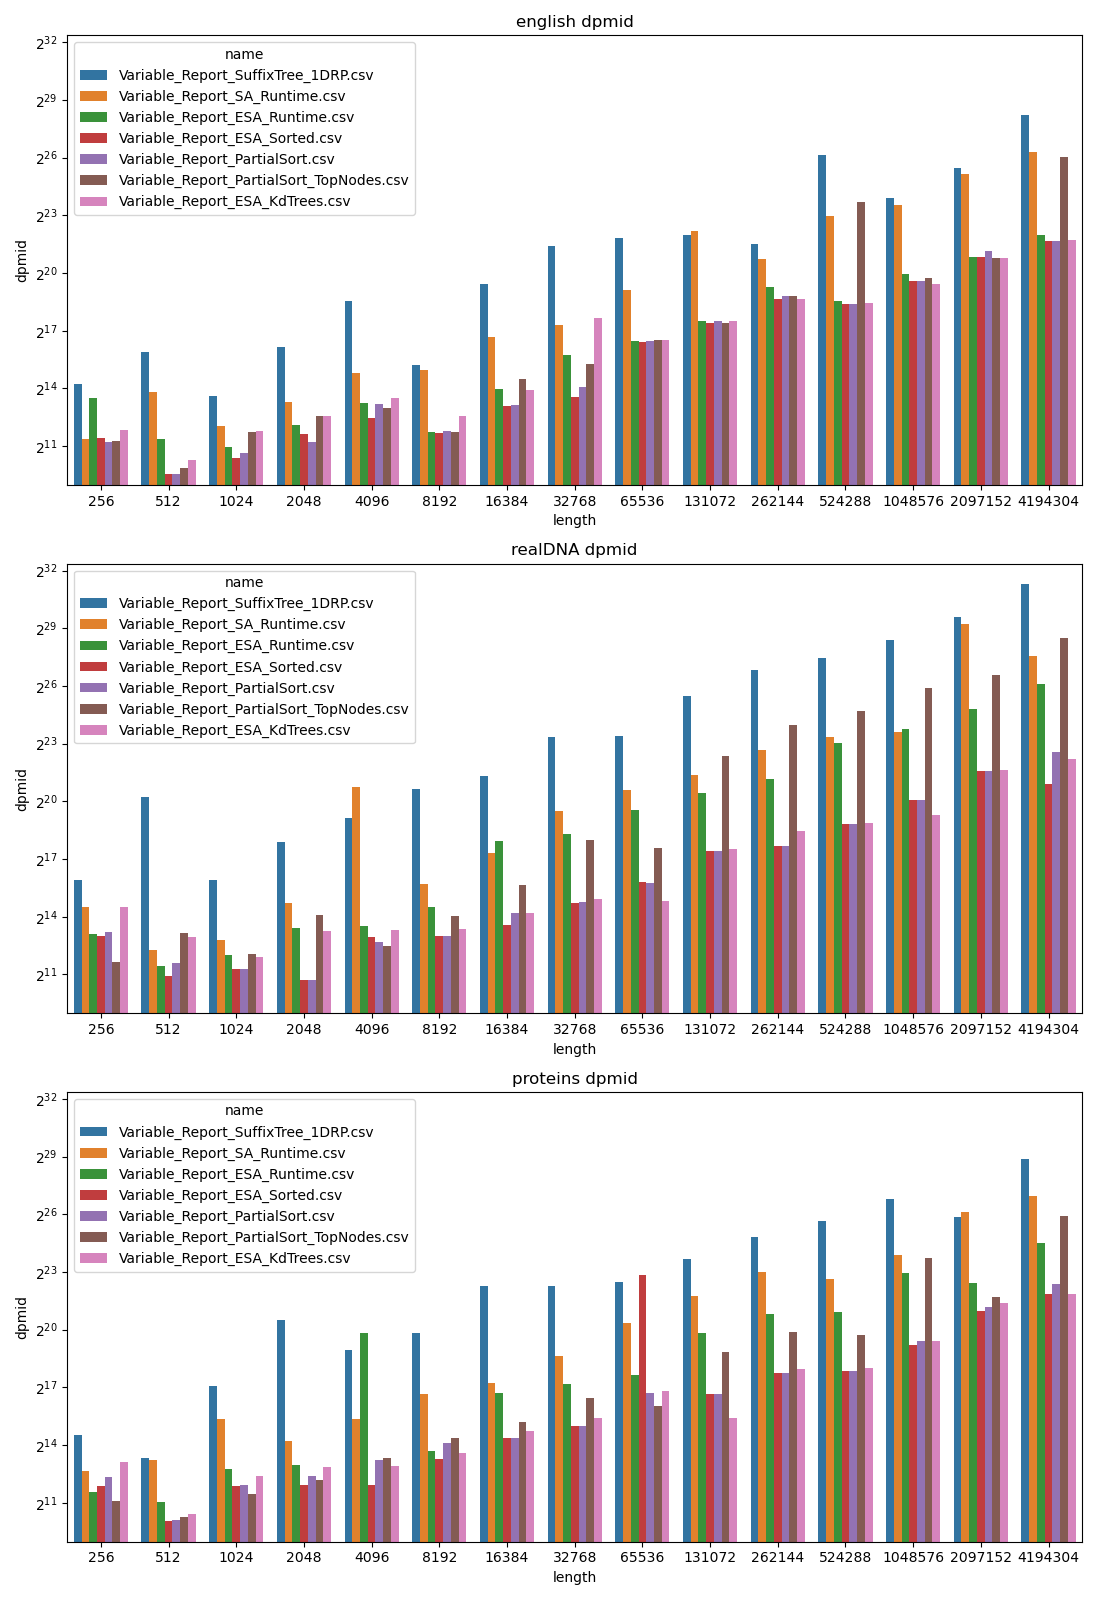 english dpmid
name
Variable_Report_SuffixTree_1DRP.csv
Variable_Report_SA_Runtime.csv
Variable_Report_ESA_Runtime.csv
Variable_Report_ESA_Sorted.csv
Variable_Report_PartialSort.csv
Variable_Report_PartialSort_TopNodes.csv
Variable_Report_ESA_KdTrees.csv
dpmid
2^32
2^29
2^26
2^23
2^20
2^17
2^14
2^11
256 512 1024 2048 4096 8192 16384 32768 65536 131072 262144 524288 1048576 2097152 4194304
length
realDNA dpmid
name
Variable_Report_SuffixTree_1DRP.csv
Variable_Report_SA_Runtime.csv
Variable_Report_ESA_Runtime.csv
Variable_Report_ESA_Sorted.csv
Variable_Report_PartialSort.csv
Variable_Report_PartialSort_TopNodes.csv
Variable_Report_ESA_KdTrees.csv
dpmid
2^32
2^29
2^26
2^23
2^20
2^17
2^14
2^11
256 512 1024 2048 4096 8192 16384 32768 65536 131072 262144 524288 1048576 2097152 4194304
length
proteins dpmid
name
Variable_Report_SuffixTree_1DRP.csv
Variable_Report_SA_Runtime.csv
Variable_Report_ESA_Runtime.csv
Variable_Report_ESA_Sorted.csv
Variable_Report_PartialSort.csv
Variable_Report_PartialSort_TopNodes.csv
Variable_Report_ESA_KdTrees.csv
dpmid
2^32
2^29
2^26
2^23
2^20
2^17
2^14
2^11
256 512 1024 2048 4096 8192 16384 32768 65536 131072 262144 524288 1048576 2097152 4194304
length